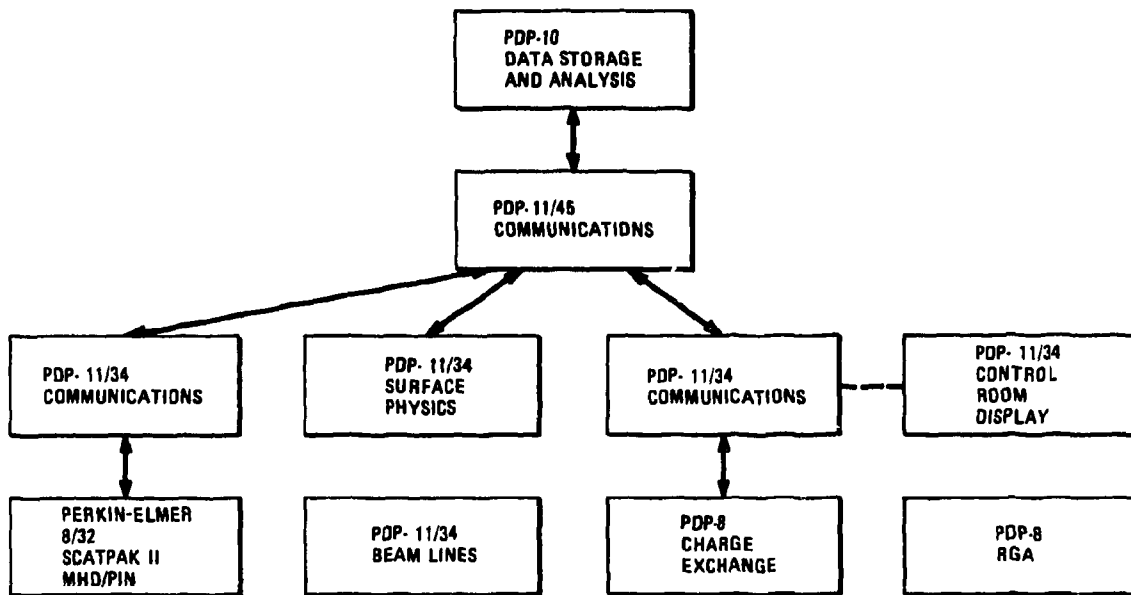 PDP-10
DATA STORAGE
AND ANALYSIS
PDP-11/45
COMMUNICATIONS
PDP-11/34
COMMUNICATIONS
PDP-11/34
SURFACE
PHYSICS
PDP-11/34
COMMUNICATIONS
PDP-11/34
CONTROL
ROOM
DISPLAY
PERKIN-ELMER
8/32
SCATPAK II
MHD/PIN
PDP-11/34
BEAM LINES
PDP-8
CHARGE
EXCHANGE
PDP-8
RGA